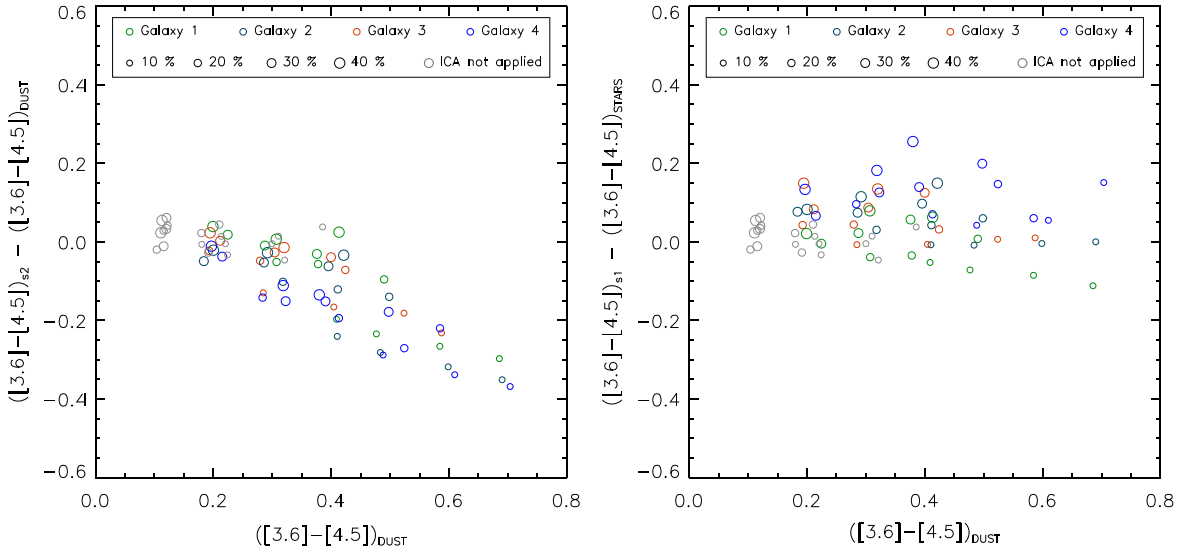 Galaxy 1 Galaxy 2 Galaxy 3 Galaxy 4
10 % 20 % 30 % 40 % ICA not applied
0.6
0.4
0.2
0.0
−0.2
−0.4
−0.6
([3.6]−[4.5])s2 − ([3.6]−[4.5])DUST
0.0 0.2 0.4 0.6 0.8
([3.6]−[4.5])DUST
Galaxy 1 Galaxy 2 Galaxy 3 Galaxy 4
10 % 20 % 30 % 40 % ICA not applied
0.6
0.4
0.2
0.0
−0.2
−0.4
−0.6
([3.6]−[4.5])s1 − ([3.6]−[4.5])STARS
0.0 0.2 0.4 0.6 0.8
([3.6]−[4.5])DUST